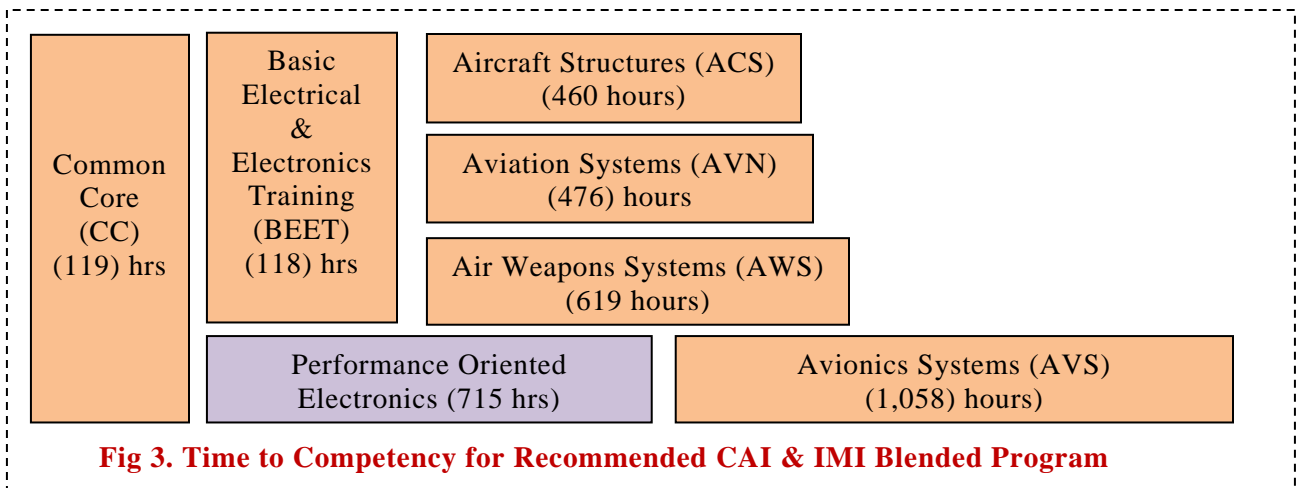 Common
Core
(CC)
(119) hrs
Basic
Electrical
&
Electronics
Training
(BEET)
(118) hrs
Aircraft Structures (ACS)
(460 hours)
Aviation Systems (AVN)
(476) hours
Air Weapons Systems (AWS)
(619 hours)
Performance Oriented
Electronics (715 hrs)
Avionics Systems (AVS)
(1,058) hours)
Fig 3. Time to Competency for Recommended CAI & IMI Blended Program